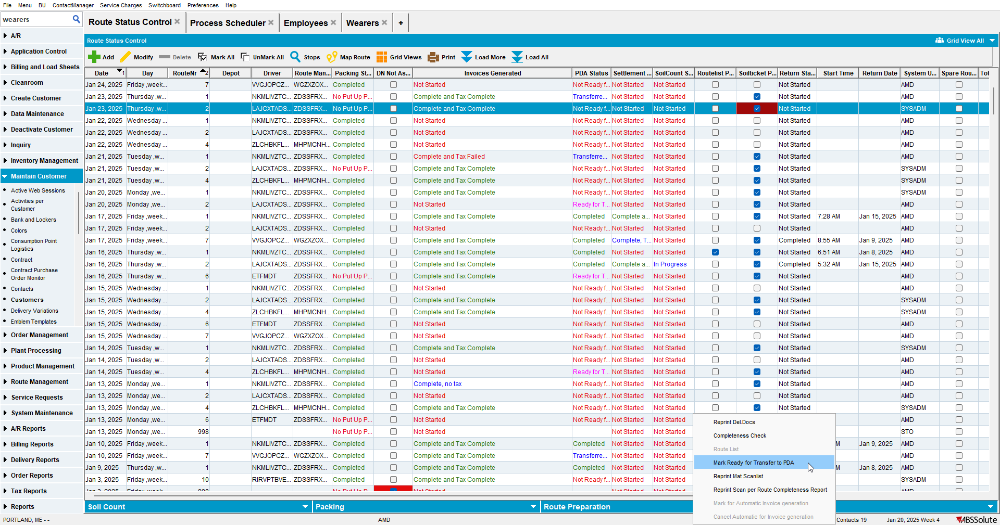 File Menu BU ContactManager Service Charges Switchboard Preferences Help
wearers
Route Status Control Process Scheduler Employees Wearers +
Route Status Control Grid View All
Add Modify Delete Mark All UnMark All Stops Map Route Grid Views Print Load More Load All
A/R
Application Control
Billing and Load Sheets
Cleanroom
Create Customer
Data Maintenance
Deactivate Customer
Inquiry
Inventory Management
Maintain Customer
Active Web Sessions
Activities per
Customer
Bank and Lockers
Colors
Consumption Point
Logistics
Contract
Contract Purchase
Order Monitor
Contacts
Customers
Delivery Variations
Emblem Templates
Order Management
Plant Processing
Product Management
Route Management
Service Requests
System Maintenance
A/R Reports
Billing Reports
Delivery Reports
Order Reports
Tax Reports
Reports
Date 1 Day RouteNr 2 Depot Driver Route Man... Packing St... DN Not As... Invoices Generated PDA Status Settlement ... SoilCount S... Routelist P... Soilticket P... Return Sta... Start Time Return Date System U... Spare Rou... Tot
Jan 24, 2025 Friday ,week... 7 VVGJOPCZ... WGZXZOX... Completed Not Started Not Ready f... Not Started Not Started Not Started AMD
Jan 23, 2025 Thursday ,w... 1 NKMLIVZTC... ZDSSFRX... No Put Up P... Complete and Tax Complete Transferre... Not Started Not Started Not Started AMD
Jan 23, 2025 Thursday ,w... 2 LAJCXTADS... ZDSSFRX... No Put Up P... Complete and Tax Complete Not Ready f... Not Started Not Started Not Started SYSADM
Jan 22, 2025 Wednesday ... 1 NKMLIVZTC... ZDSSFRX... Completed Not Started Not Ready f... Not Started Not Started Not Started AMD
Jan 22, 2025 Wednesday ... 2 LAJCXTADS... ZDSSFRX... Completed Not Started Not Ready f... Not Started Not Started Not Started AMD
Jan 22, 2025 Wednesday ... 4 ZLCHBKFL... MHPMCNH... Completed Not Started Not Ready f... Not Started Not Started Not Started AMD
Jan 21, 2025 Tuesday ,w... 1 NKMLIVZTC... ZDSSFRX... Completed Complete and Tax Failed Transferre... Not Started Not Started Not Started AMD
Jan 21, 2025 Tuesday ,w... 2 LAJCXTADS... ZDSSFRX... No Put Up P... Complete and Tax Complete Not Ready f... Not Started Not Started Not Started SYSADM
Jan 21, 2025 Tuesday ,w... 4 ZLCHBKFL... MHPMCNH... Completed Complete and Tax Complete Not Ready f... Not Started Not Started Not Started SYSADM
Jan 20, 2025 Monday ,we... 1 NKMLIVZTC... ZDSSFRX... Completed Complete and Tax Complete Not Ready f... Not Started Not Started Not Started SYSADM
Jan 20, 2025 Monday ,we... 2 LAJCXTADS... ZDSSFRX... Completed Not Started Ready for T... Not Started Not Started Not Started AMD
Jan 17, 2025 Friday ,week... 1 NKMLIVZTC... ZDSSFRX... Completed Complete and Tax Complete Completed Complete a... Not Started Not Started 7:28 AM Jan 15, 2025 AMD
Jan 17, 2025 Friday ,week... 2 LAJCXTADS... ZDSSFRX... Completed Not Started Not Ready f... Not Started Not Started Not Started AMD
Jan 17, 2025 Friday ,week... 7 VVGJOPCZ... WGZXZOX... Completed Complete and Tax Complete Completed Complete, T... Not Started Completed 8:55 AM Jan 9, 2025 AMD
Jan 16, 2025 Thursday ,w... 1 NKMLIVZTC... ZDSSFRX... Completed Complete and Tax Complete Completed Not Started Not Started Not Started 6:51 AM Jan 8, 2025 AMD
Jan 16, 2025 Thursday ,w... 2 LAJCXTADS... ZDSSFRX... Completed Complete and Tax Complete Completed Complete a... In Progress Completed 5:32 AM Jan 15, 2025 AMD
Jan 16, 2025 Thursday ,w... 6 ETFMDT ZDSSFRX... No Put Up P... Complete and Tax Complete Ready for T... Not Started Not Started Not Started AMD
Jan 15, 2025 Wednesday ... 1 NKMLIVZTC... ZDSSFRX... Completed Not Started Not Ready f... Not Started Not Started Not Started AMD
Jan 15, 2025 Wednesday ... 2 LAJCXTADS... ZDSSFRX... Completed Complete and Tax Complete Not Ready f... Not Started Not Started Not Started SYSADM
Jan 15, 2025 Wednesday ... 4 ZLCHBKFL... MHPMCNH... Completed Complete and Tax Complete Not Ready f... Not Started Not Started Not Started SYSADM
Jan 15, 2025 Wednesday ... 6 ETFMDT ZDSSFRX... Completed Not Started Not Ready f... Not Started Not Started Not Started AMD
Jan 15, 2025 Wednesday ... 7 VVGJOPCZ... WGZXZOX... Completed Not Started Not Ready f... Not Started Not Started Not Started AMD
Jan 14, 2025 Tuesday ,w... 1 NKMLIVZTC... ZDSSFRX... Completed Complete and Tax Complete Not Ready f... Not Started Not Started Not Started SYSADM
Jan 14, 2025 Tuesday ,w... 2 LAJCXTADS... ZDSSFRX... Completed Not Started Not Ready f... Not Started Not Started Not Started AMD
Jan 14, 2025 Tuesday ,w... 4 ZLCHBKFL... MHPMCNH... Completed Not Started Ready for T... Not Started Not Started Not Started AMD
Jan 13, 2025 Monday ,we... 1 NKMLIVZTC... ZDSSFRX... Completed Complete, no tax Not Ready f... Not Started Not Started Not Started AMD
Jan 13, 2025 Monday ,we... 2 LAJCXTADS... ZDSSFRX... Completed Not Started Not Ready f... Not Started Not Started Not Started AMD
Jan 13, 2025 Monday ,we... 4 ZLCHBKFL... MHPMCNH... Completed Complete and Tax Complete Not Ready f... Not Started Not Started Not Started SYSADM
Jan 13, 2025 Monday ,we... 6 ETFMDT ZDSSFRX... No Put Up P... Not Started Not Ready f... Not Started Not Started AMD
Jan 13, 2025 Monday ,we... 998 No Put Up P... Not Started Not Started Not Started STO
Jan 10, 2025 Friday ,week... 1 NKMLIVZTC... ZDSSFRX... Completed Complete and Tax Complete Completed Not Started Not Started M Jan 9, 2025 AMD
Jan 10, 2025 Friday ,week... 7 VVGJOPCZ... ZDSSFRX... Completed Complete and Tax Complete Transferre... Not Started Not Started AMD
Jan 9, 2025 Thursday ,w... 1 NKMLIVZTC... ZDSSFRX... Completed Complete and Tax Complete Completed Not Started Not Started M Jan 8, 2025 AMD
Jan 3, 2025 Friday ,week... 10 RIRVPTBVE... ZDSSFRX... Completed Complete and Tax Complete Not Ready f... Not Started Not Started SYSADM
Reprint Del.Docs
Completeness Check
Route List
Mark Ready for Transfer to PDA
Reprint Mat Scanlist
Reprint Scan per Route Completeness Report
Mark for Automatic Invoice generation
Cancel Automatic for Invoice generation
Soil Count Packing Route Preparation
PORTLAND, ME - - AMD Contacts 19 Jan 20, 2025 Week 4 ABSSolute